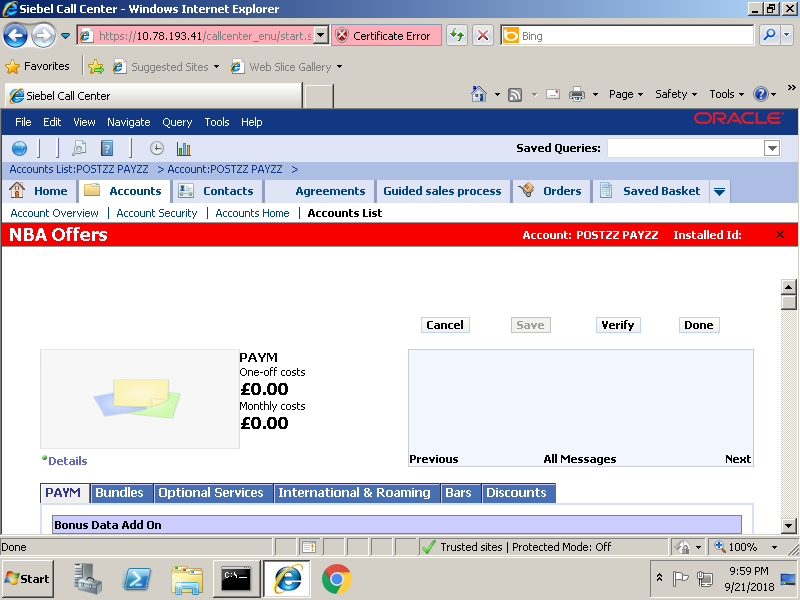 Siebel Call Center - Windows Internet Explorer
https://10.78.193.41/callcenter_enu/start.s
Certificate Error
Bing
Favorites
Suggested Sites
Web Slice Gallery
Siebel Call Center
Page
Safety
Tools
File Edit View Navigate Query Tools Help
ORACLE
Saved Queries:
Accounts List:POSTZZ PAYZZ > Account:POSTZZ PAYZZ >
Home Accounts Contacts Agreements Guided sales process Orders Saved Basket
Account Overview | Account Security | Accounts Home | Accounts List
NBA Offers
Account: POSTZZ PAYZZ Installed Id:
Cancel Save Verify Done
PAYM
One-off costs
£0.00
Monthly costs
£0.00
Details
Previous All Messages Next
PAYM Bundles Optional Services International & Roaming Bars Discounts
Bonus Data Add On
Done
Trusted sites | Protected Mode: Off
100%
Start
9:59 PM
9/21/2018